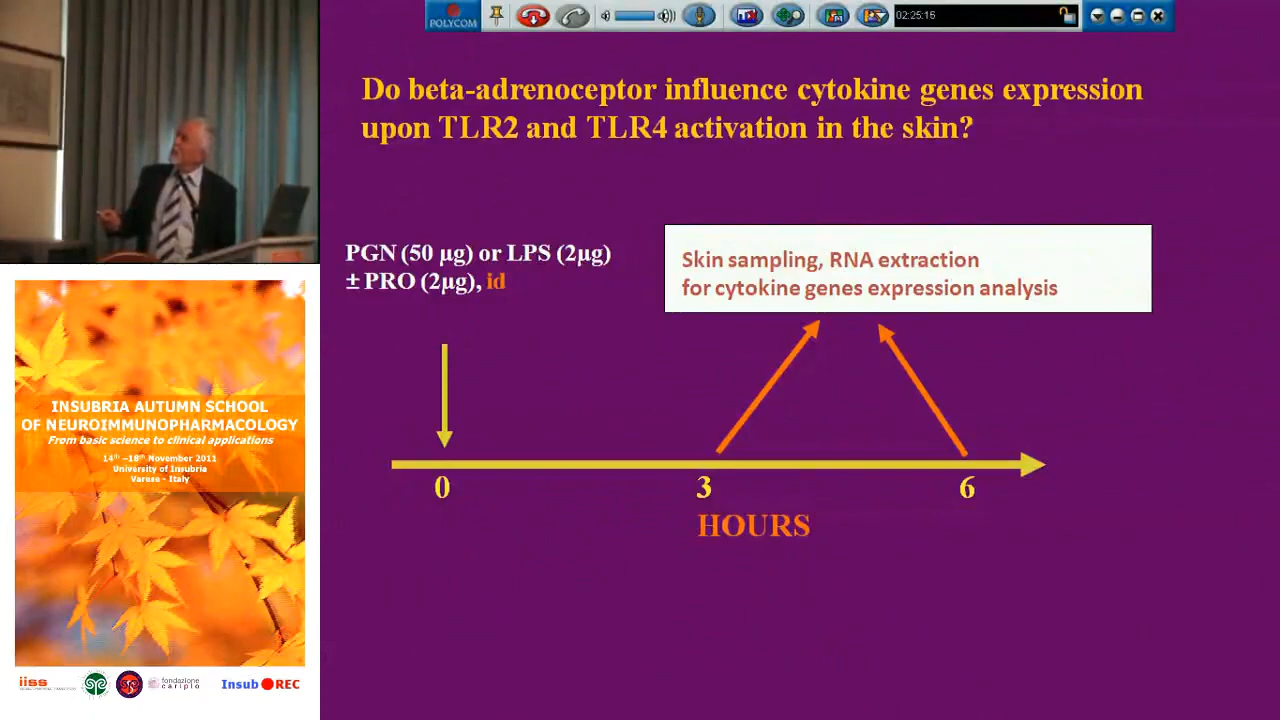 POLYCOM
02:25:16
Do beta-adrenoceptor influence cytokine genes expression
upon TLR2 and TLR4 activation in the skin?
PGN (50 µg) or LPS (2µg)
± PRO (2µg), id
Skin sampling, RNA extraction
for cytokine genes expression analysis
0
3
6
HOURS
INSUBRIA AUTUMN SCHOOL
OF NEUROIMMUNOPHARMACOLOGY
From basic science to clinical applications
14th –18th November 2011
University of Insubria
Varese - Italy
iiss
fondazione
cariplo
Insub REC